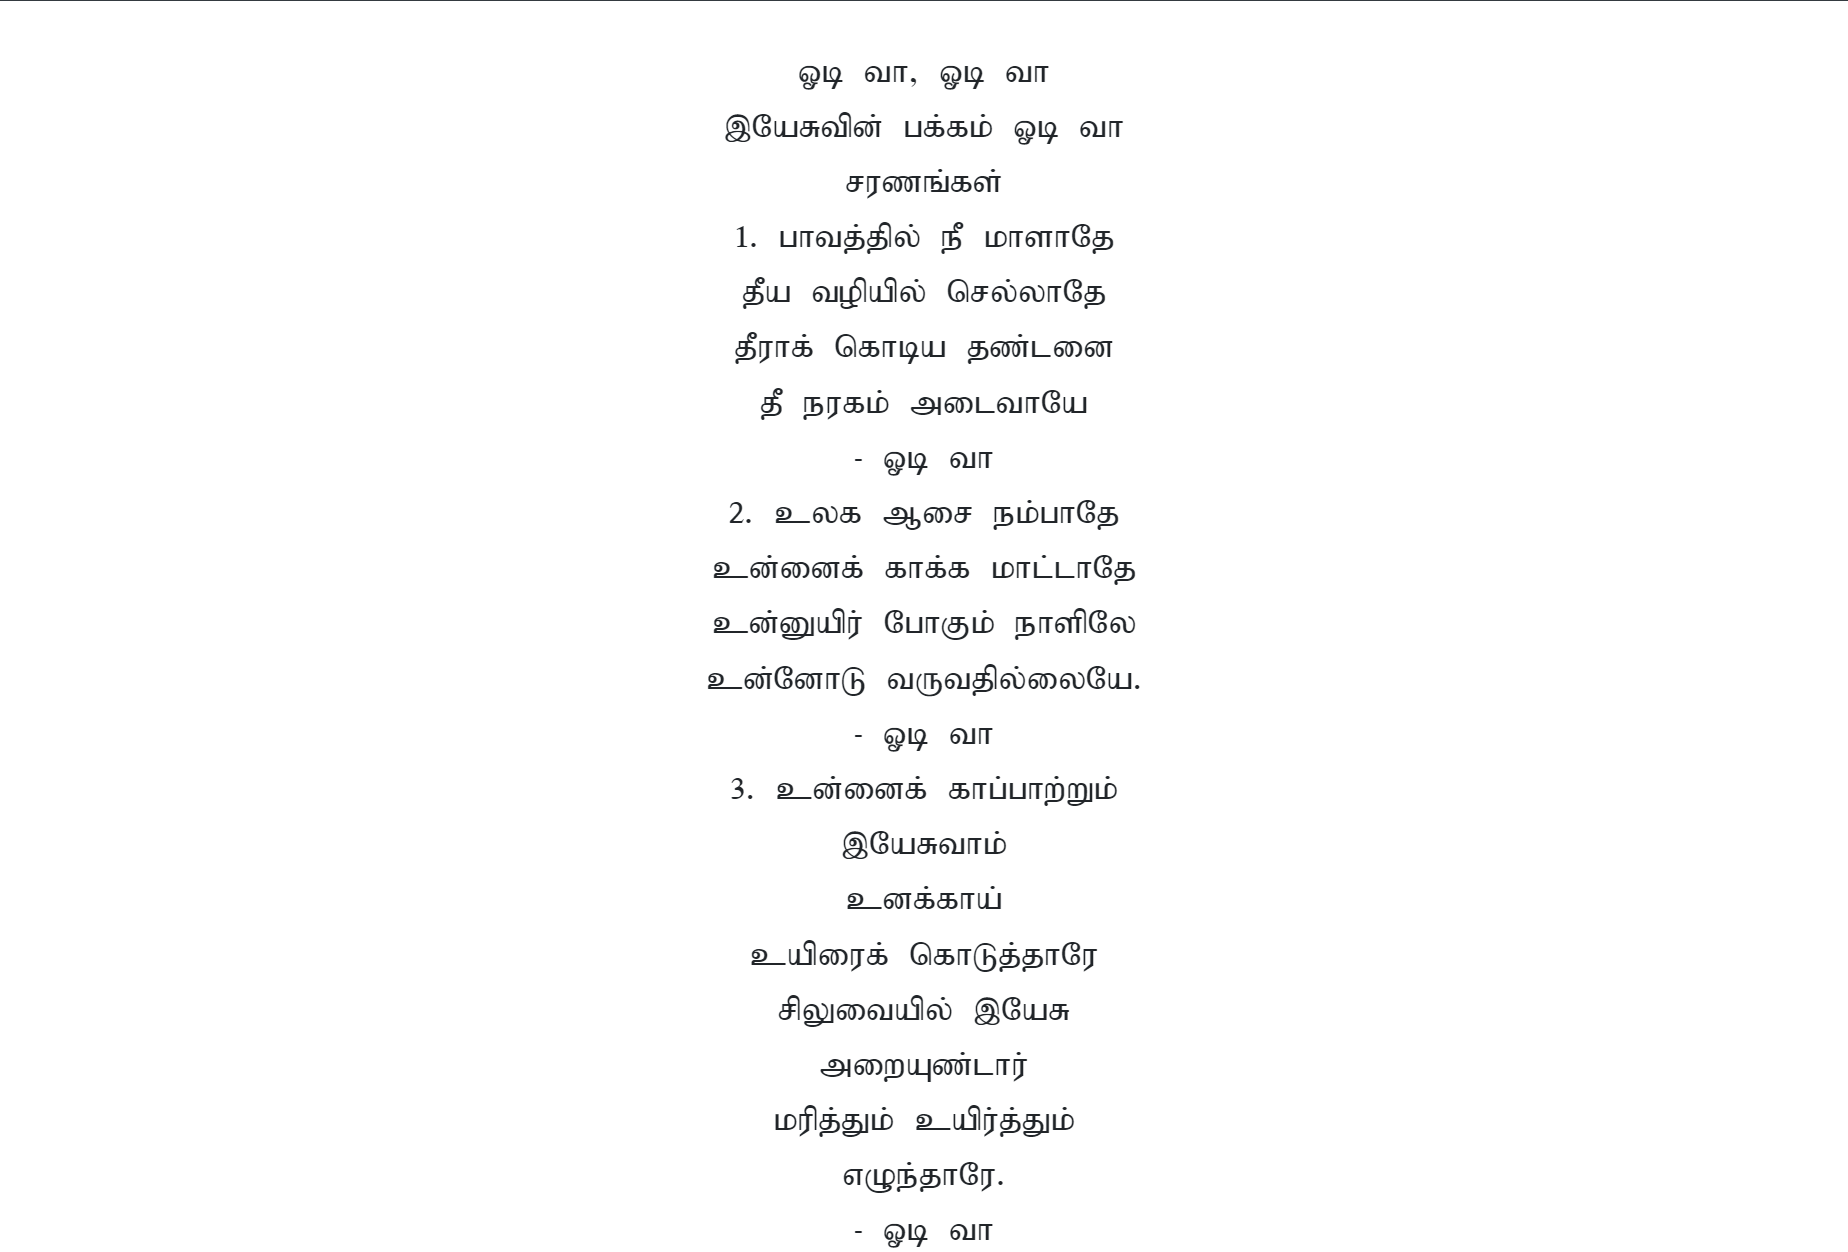 ஓடி வா, ஓடி வா
இயேசுவின் பக்கம் ஓடி வா
சரணங்கள்
1. பாவத்தில் நீ மாளாதே
தீய வழியில் செல்லாதே
தீராக் கொடிய தண்டனை
தீ நரகம் அடைவாயே
- ஓடி வா
2. உலக ஆசை நம்பாதே
உன்னைக் காக்க மாட்டாதே
உன்னுயிர் போகும் நாளிலே
உன்னோடு வருவதில்லையே.
- ஓடி வா
3. உன்னைக் காப்பாற்றும்
இயேசுவாம்
உனக்காய்
உயிரைக் கொடுத்தாரே
சிலுவையில் இயேசு
அறையுண்டார்
மரித்தும் உயிர்த்தும்
எழுந்தாரே.
- ஓடி வா